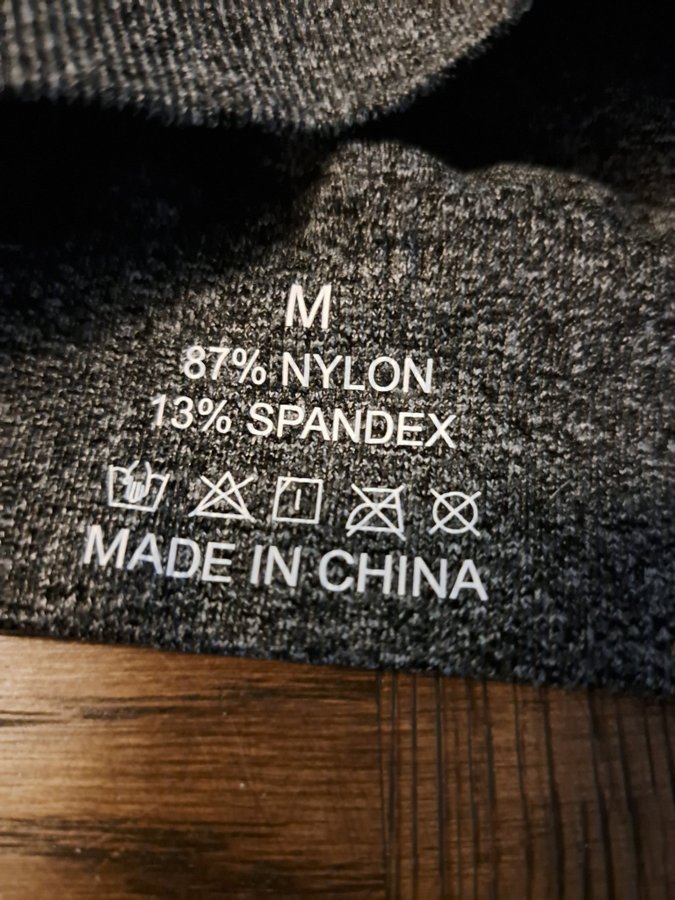 M
87% NYLON
13% SPANDEX
MADE IN CHINA